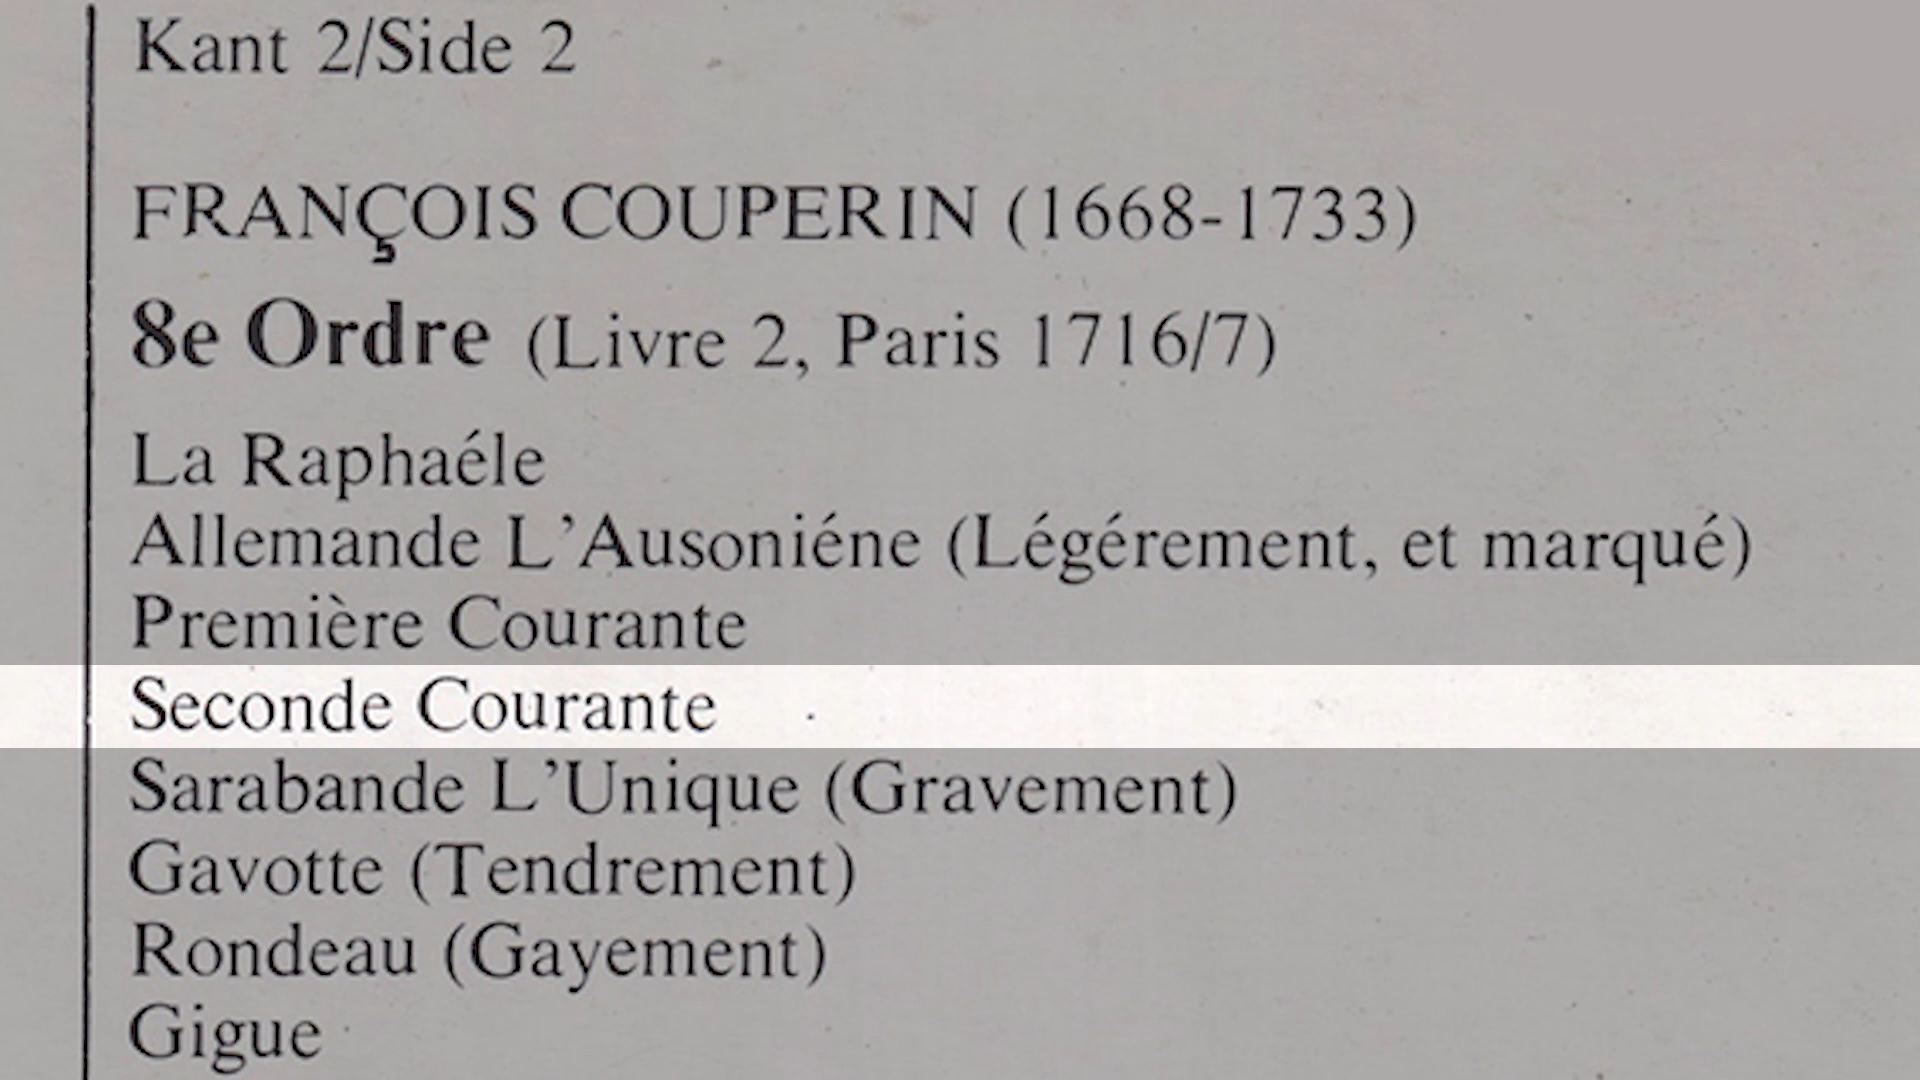 Kant 2/Side 2
FRANÇOIS COUPERIN (1668-1733)
8e Ordre (Livre 2, Paris 1716/7)
La Raphaéle
Allemande L’Ausoniéne (Légérement, et marqué)
Première Courante
Seconde Courante
Sarabande L’Unique (Gravement)
Gavotte (Tendrement)
Rondeau (Gayement)
Gigue